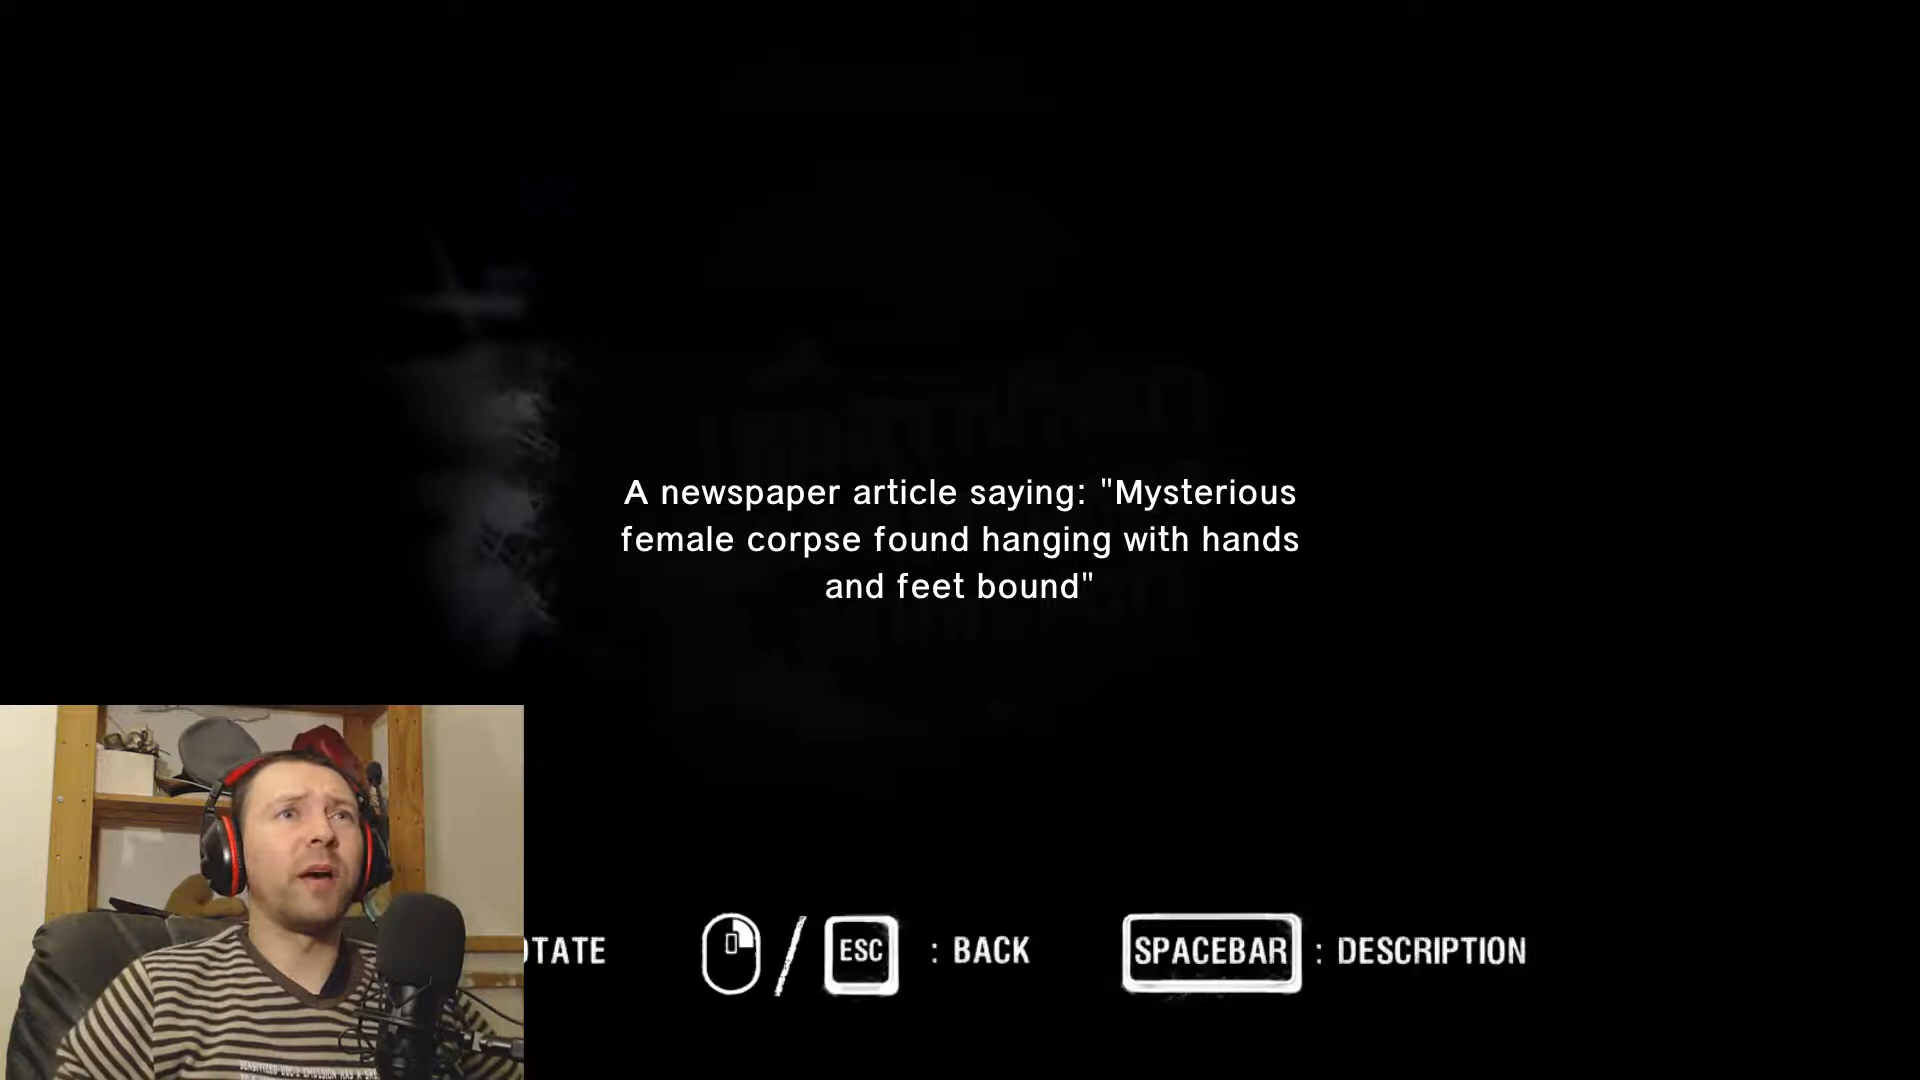 A newspaper article saying: "Mysterious
female corpse found hanging with hands
and feet bound"
OTATE
ESC : BACK
SPACEBAR : DESCRIPTION